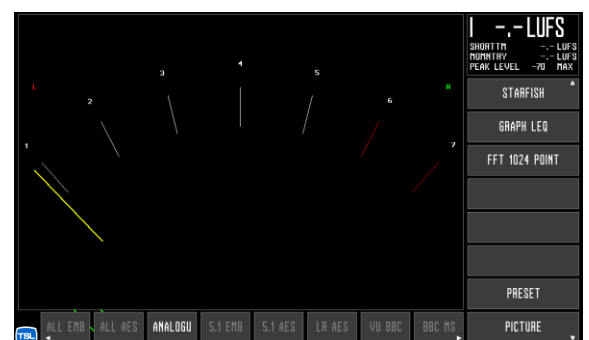 I -.- LUFS
SHORTTM -.- LUFS
MOMNTRY -.- LUFS
PEAK LEVEL -70 MAX
STARFISH
GRAPH LEQ
FFT 1024 POINT
PRESET
PICTURE
L
R
1
2
3
4
5
6
7
TSL
ALL EMB
ALL AES
ANALOGU
5.1 EMB
5.1 AES
LR AES
VU BBC
BBC MS